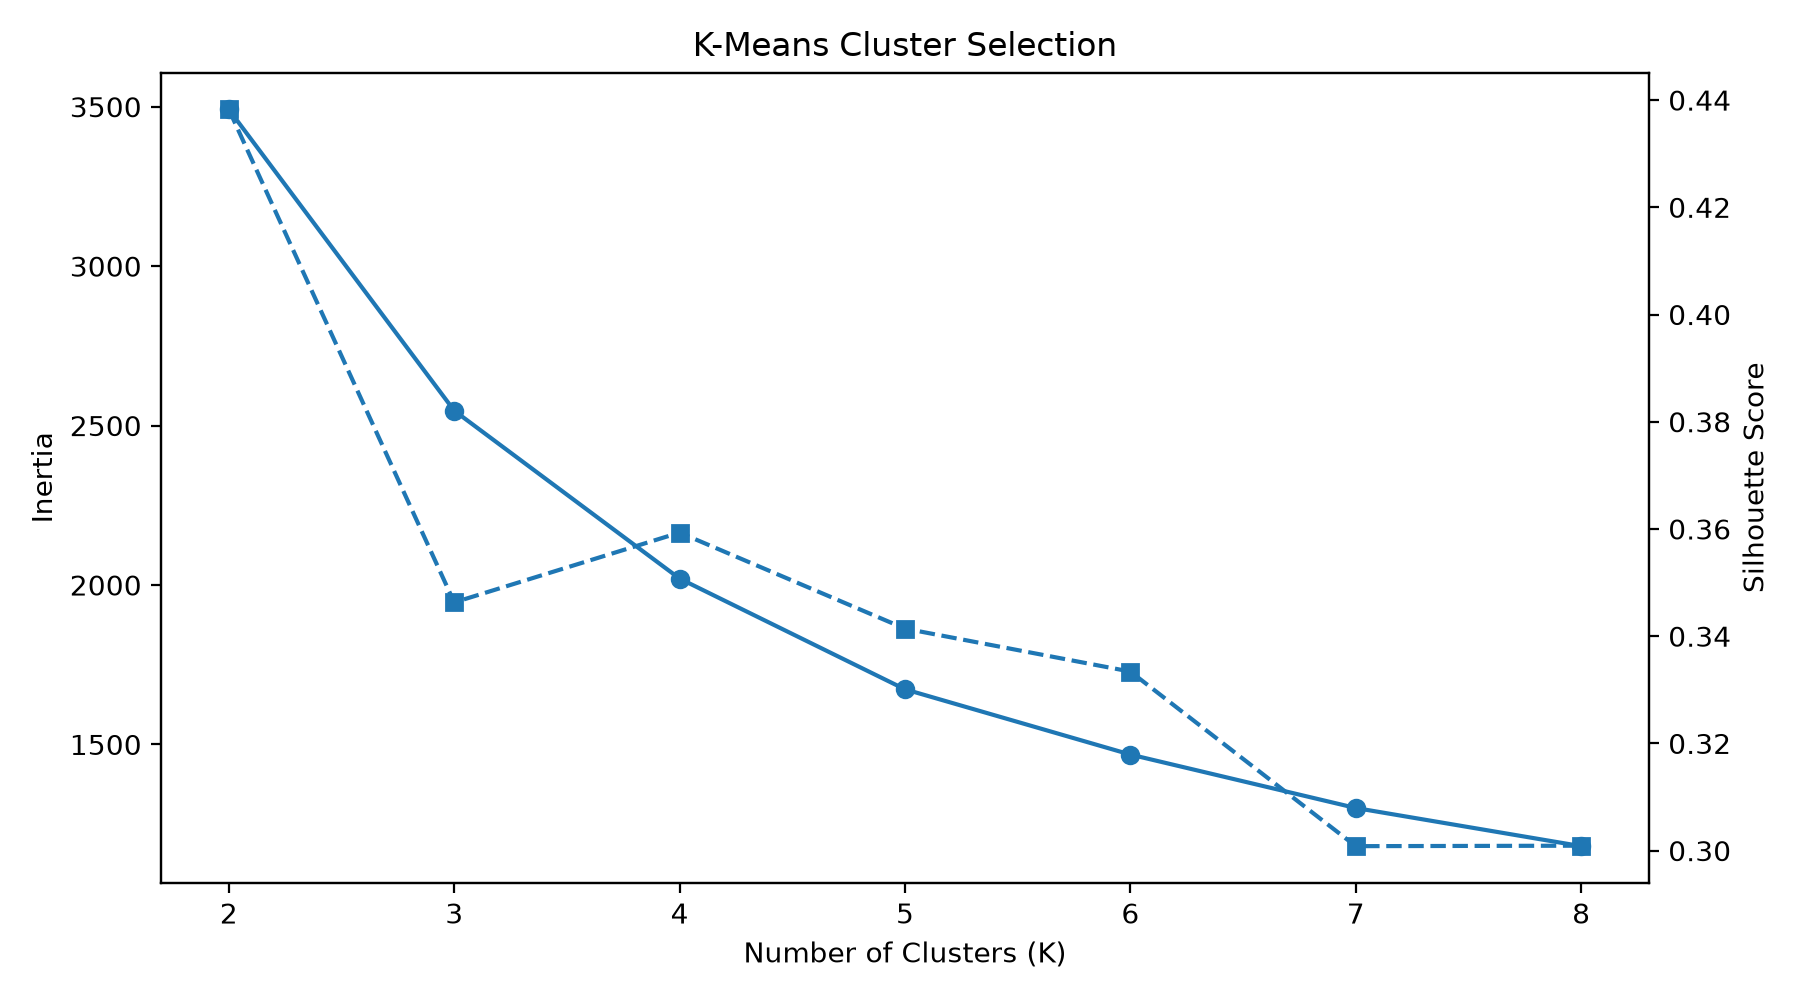 K-Means Cluster Selection
3500
3000
2500
2000
1500
Inertia
0.44
0.42
0.40
0.38
0.36
0.34
0.32
0.30
Silhouette Score
2 3 4 5 6 7 8
Number of Clusters (K)